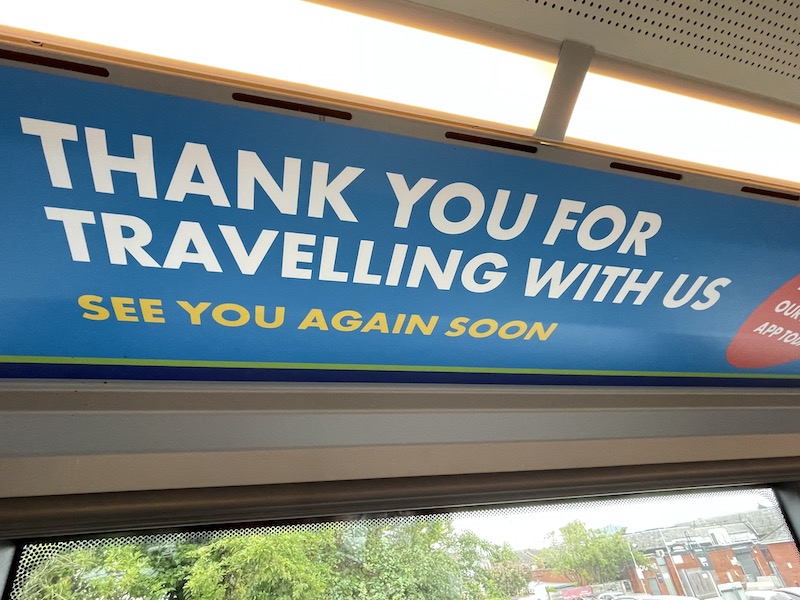 THANK YOU FOR
TRAVELLING WITH US
SEE YOU AGAIN SOON
OUR
APP